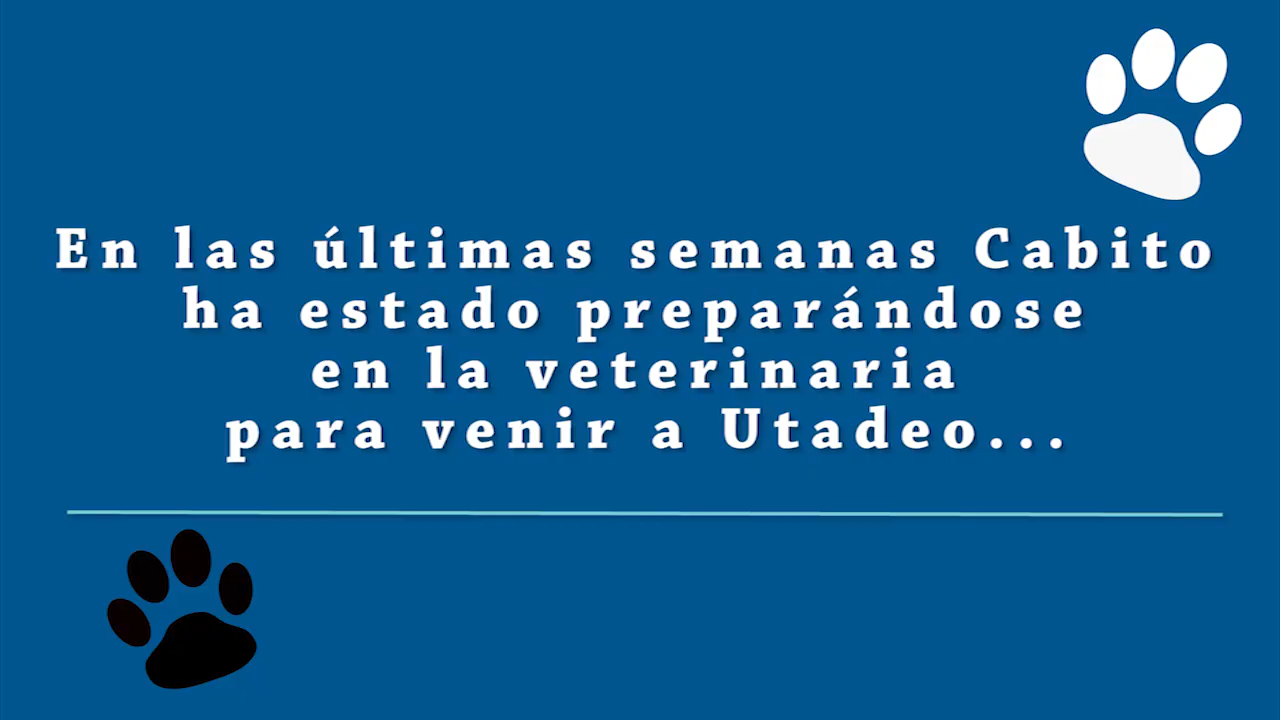 En las últimas semanas Cabito
ha estado preparándose
en la veterinaria
para venir a Utadeo...